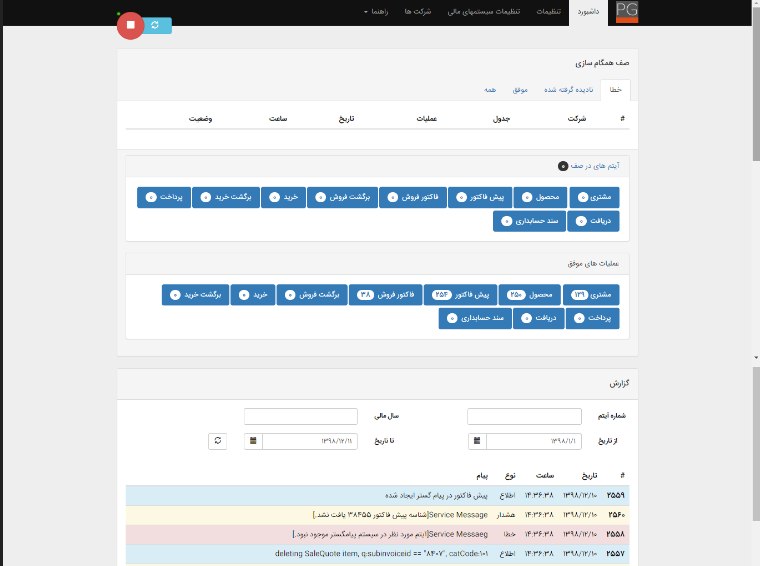 PG داشبورد تنظیمات تنظیمات سیستمهای مالی شرکت ها راهنما
صف همگام سازی
خطا نادیده گرفته شده موفق همه
# شرکت جدول عملیات تاریخ ساعت وضعیت
آیتم های در صف ۰
مشتری ۰ محصول ۰ پیش فاکتور ۰ فاکتور فروش ۰ برگشت فروش ۰ خرید ۰ برگشت خرید ۰ پرداخت ۰
دریافت ۰ سند حسابداری ۰
عملیات های موفق
مشتری ۱۲۹ محصول ۲۵۰ پیش فاکتور ۲۵۴ فاکتور فروش ۳۸ برگشت فروش ۰ خرید ۰ برگشت خرید ۰
پرداخت ۰ دریافت ۰ سند حسابداری ۰
گزارش
شماره آیتم سال مالی
از تاریخ ۱۳۹۸/۱/۱ تا تاریخ ۱۳۹۸/۱۲/۱۱
# تاریخ ساعت نوع پیام
۲۵۵۹ ۱۳۹۸/۱۲/۱۰ ۱۴:۳۶:۳۸ اطلاع پیش فاکتور در پیام گستر ایجاد شده
۲۵۶۰ ۱۳۹۸/۱۲/۱۰ ۱۴:۳۶:۳۸ هشدار Service Message[شناسه پیش فاکتور ۳۸۴۵۵ یافت نشد.]
۲۵۵۸ ۱۳۹۸/۱۲/۱۰ ۱۴:۳۶:۳۸ خطا Service Messaeg[آیتم مورد نظر در سیستم پیامگستر موجود نبود.]
۲۵۵۷ ۱۳۹۸/۱۲/۱۰ ۱۴:۳۶:۳۸ اطلاع deleting SaleQuote item, q:subinvoiceid == "۸۴۰۷", catCode:۱۰۱